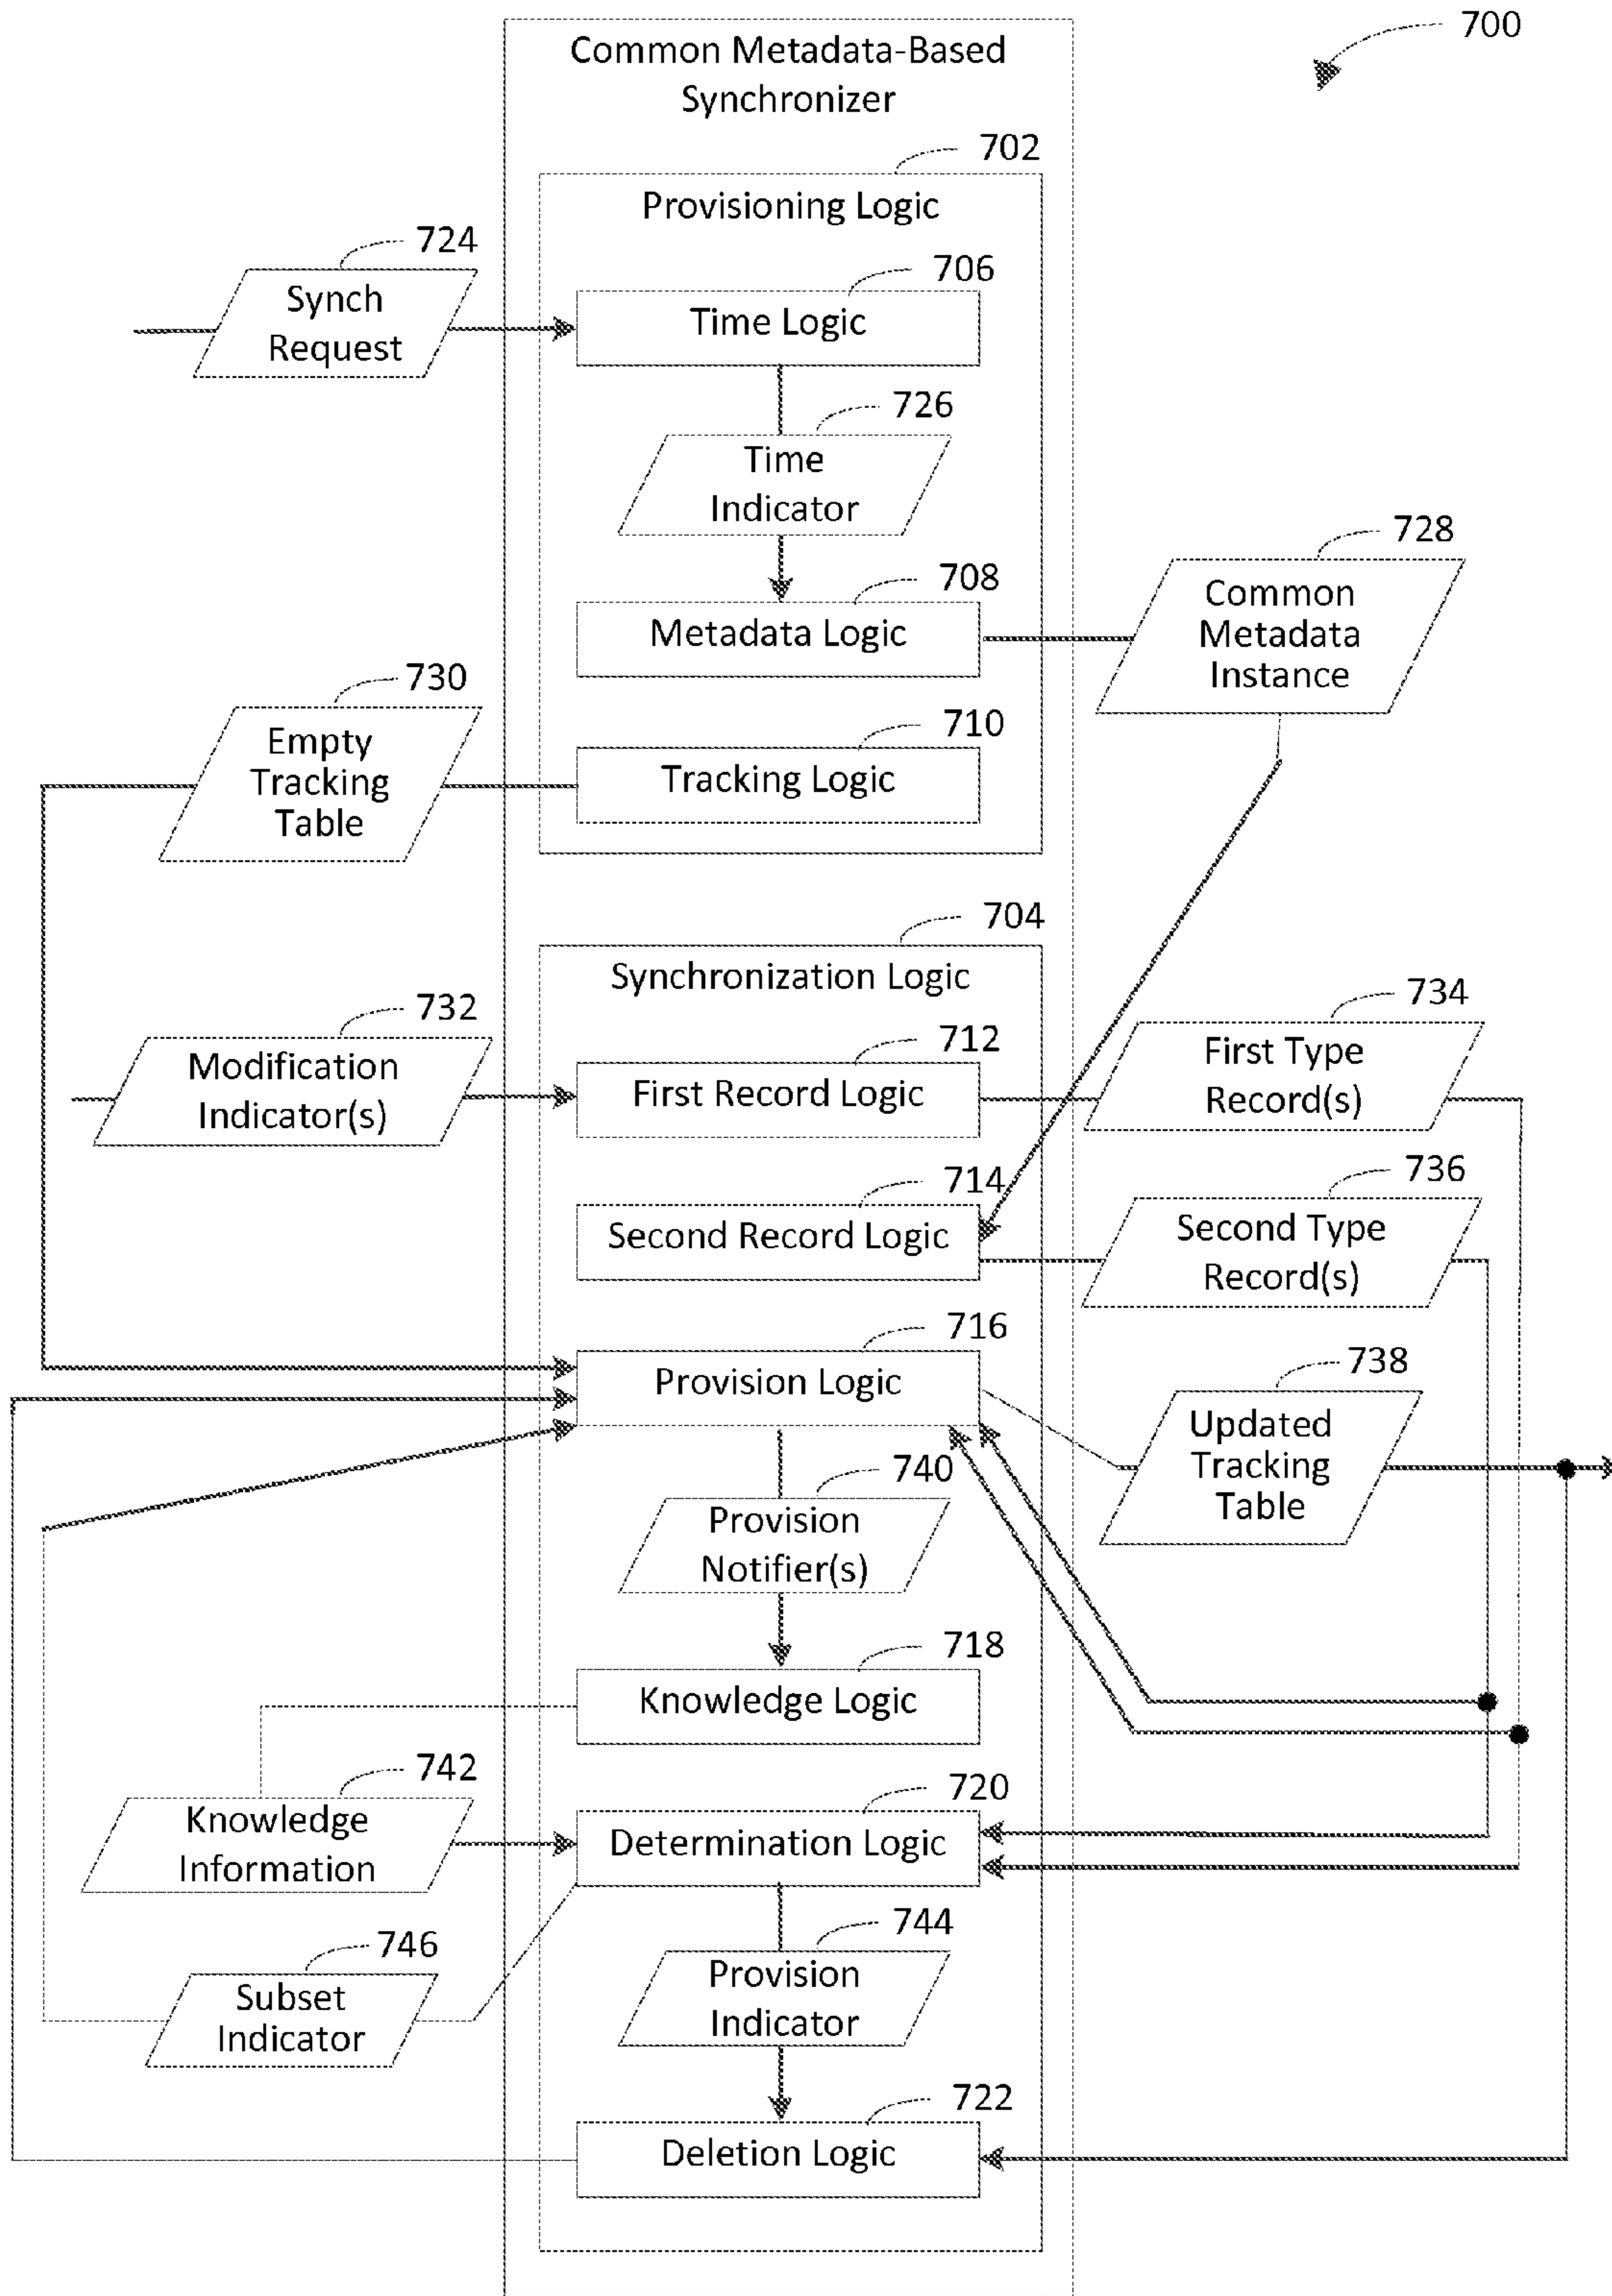 700
Common Metadata-Based
Synchronizer
702
Provisioning Logic
724
Synch
Request
706
Time Logic
726
Time
Indicator
728
Common
Metadata
Instance
708
Metadata Logic
730
Empty
Tracking
Table
710
Tracking Logic
704
Synchronization Logic
732
Modification
Indicator(s)
712
First Record Logic
734
First Type
Record(s)
714
Second Record Logic
736
Second Type
Record(s)
716
Provision Logic
738
Updated
Tracking
Table
740
Provision
Notifier(s)
718
Knowledge Logic
742
Knowledge
Information
720
Determination Logic
746
Subset
Indicator
744
Provision
Indicator
722
Deletion Logic